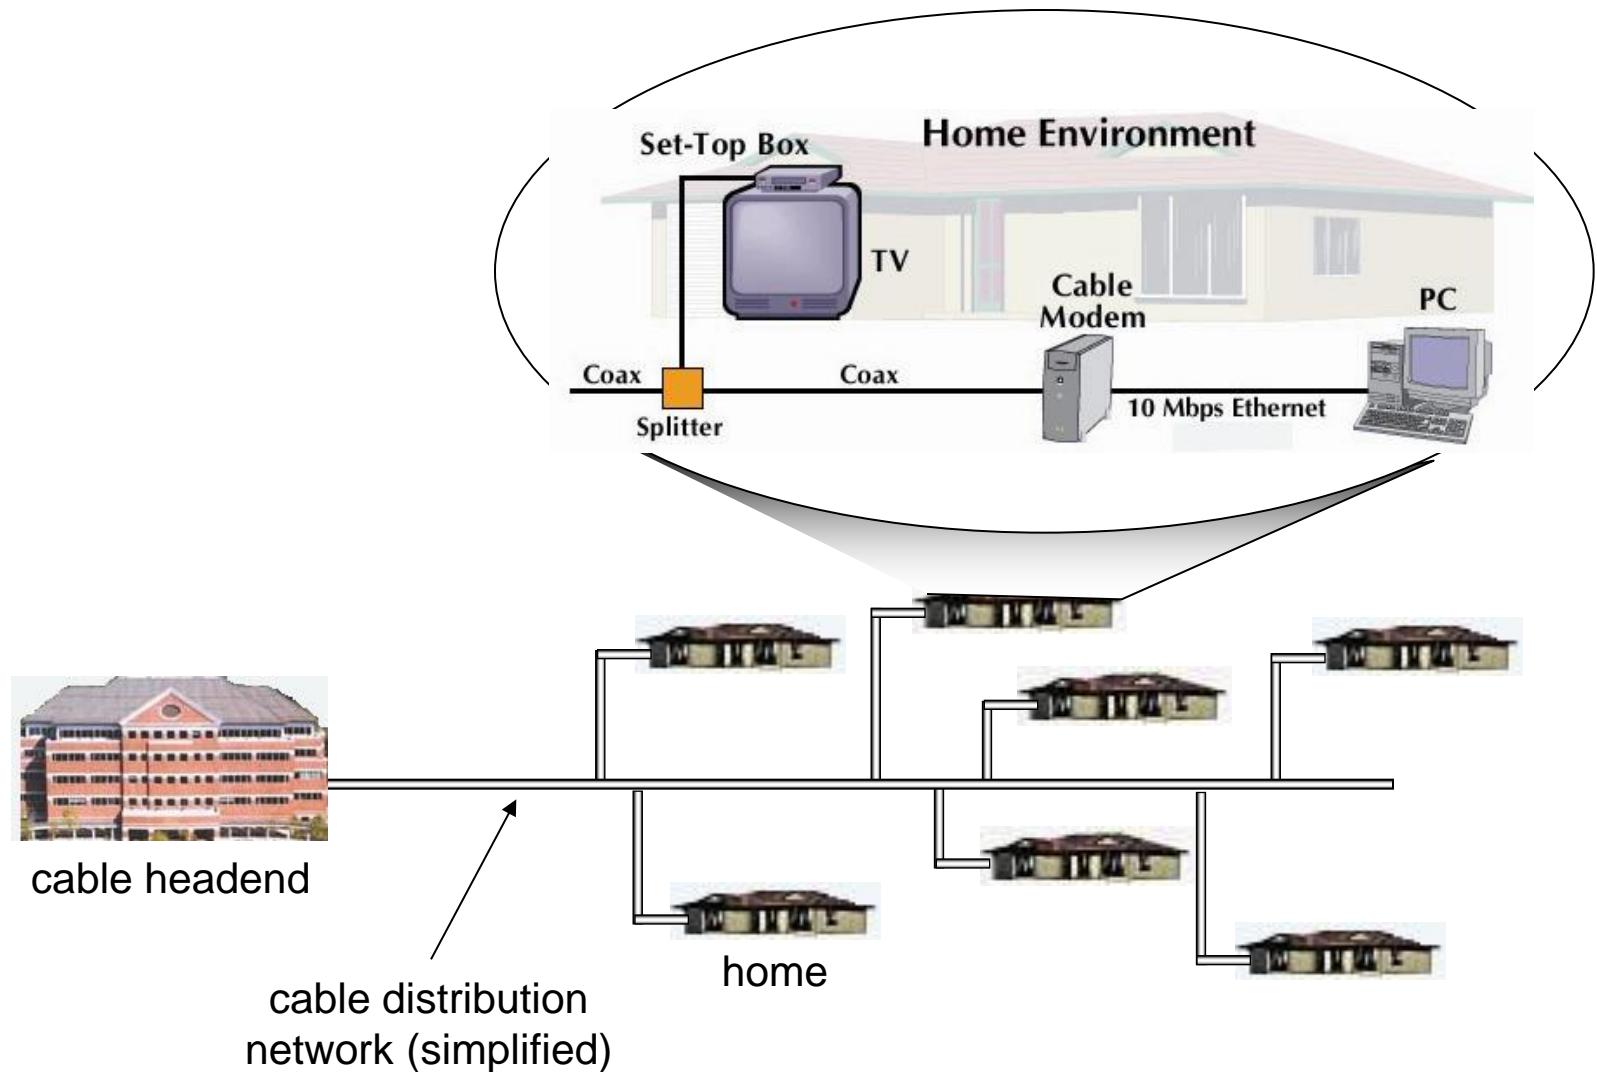 Home Environment
Set-Top Box
TV
Cable
Modem
PC
Coax
Coax
10 Mbps Ethernet
Splitter
cable headend
home
cable distribution
network (simplified)